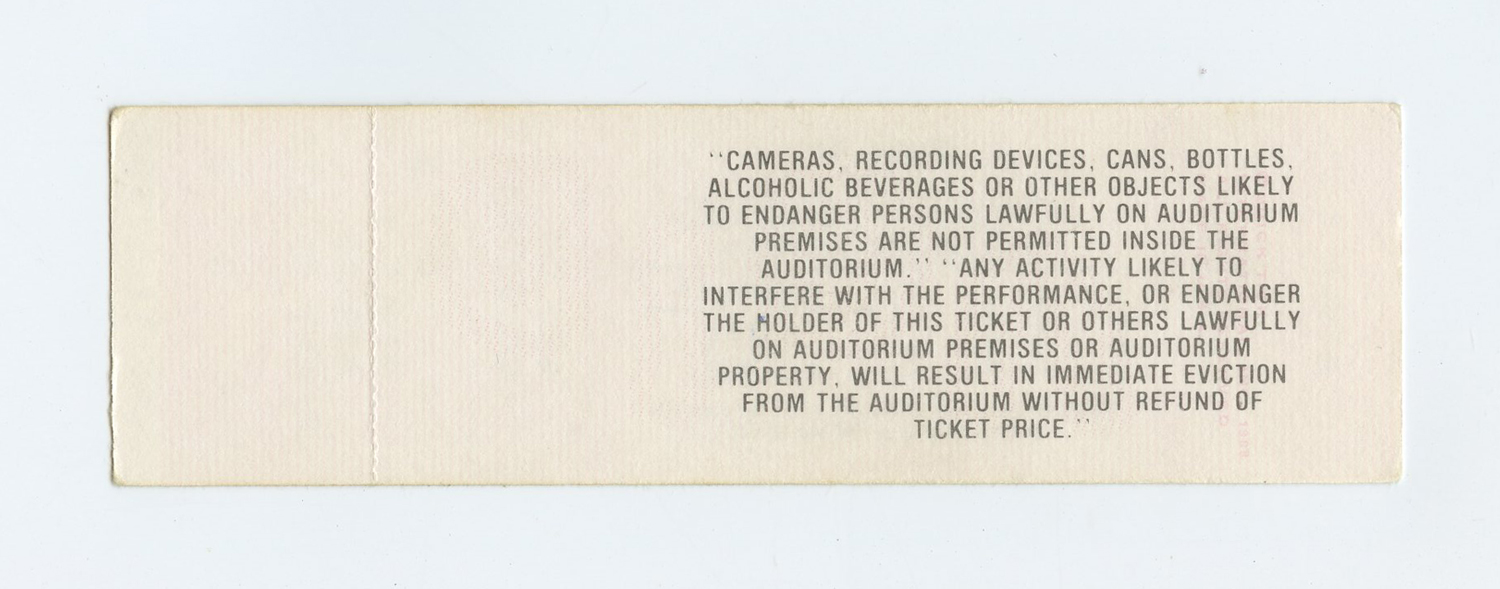 "CAMERAS, RECORDING DEVICES, CANS, BOTTLES,
ALCOHOLIC BEVERAGES OR OTHER OBJECTS LIKELY
TO ENDANGER PERSONS LAWFULLY ON AUDITORIUM
PREMISES ARE NOT PERMITTED INSIDE THE
AUDITORIUM." "ANY ACTIVITY LIKELY TO
INTERFERE WITH THE PERFORMANCE, OR ENDANGER
THE HOLDER OF THIS TICKET OR OTHERS LAWFULLY
ON AUDITORIUM PREMISES OR AUDITORIUM
PROPERTY, WILL RESULT IN IMMEDIATE EVICTION
FROM THE AUDITORIUM WITHOUT REFUND OF
TICKET PRICE."